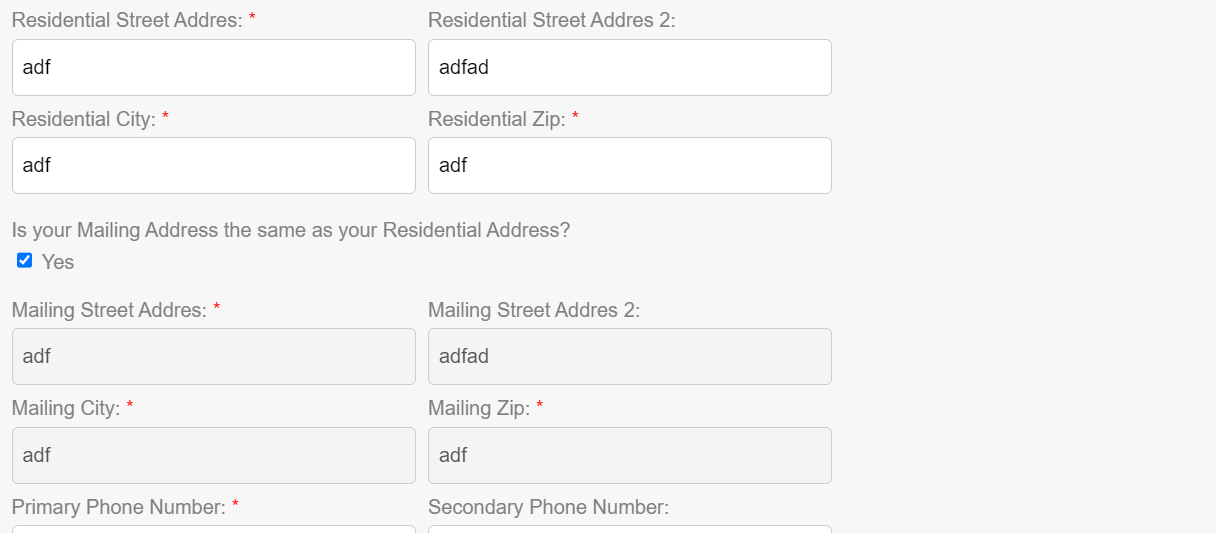 Residential Street Addres: * Residential Street Addres 2:
adf adfad
Residential City: * Residential Zip: *
adf adf
Is your Mailing Address the same as your Residential Address?
Yes
Mailing Street Addres: * Mailing Street Addres 2:
adf adfad
Mailing City: * Mailing Zip: *
adf adf
Primary Phone Number: * Secondary Phone Number: